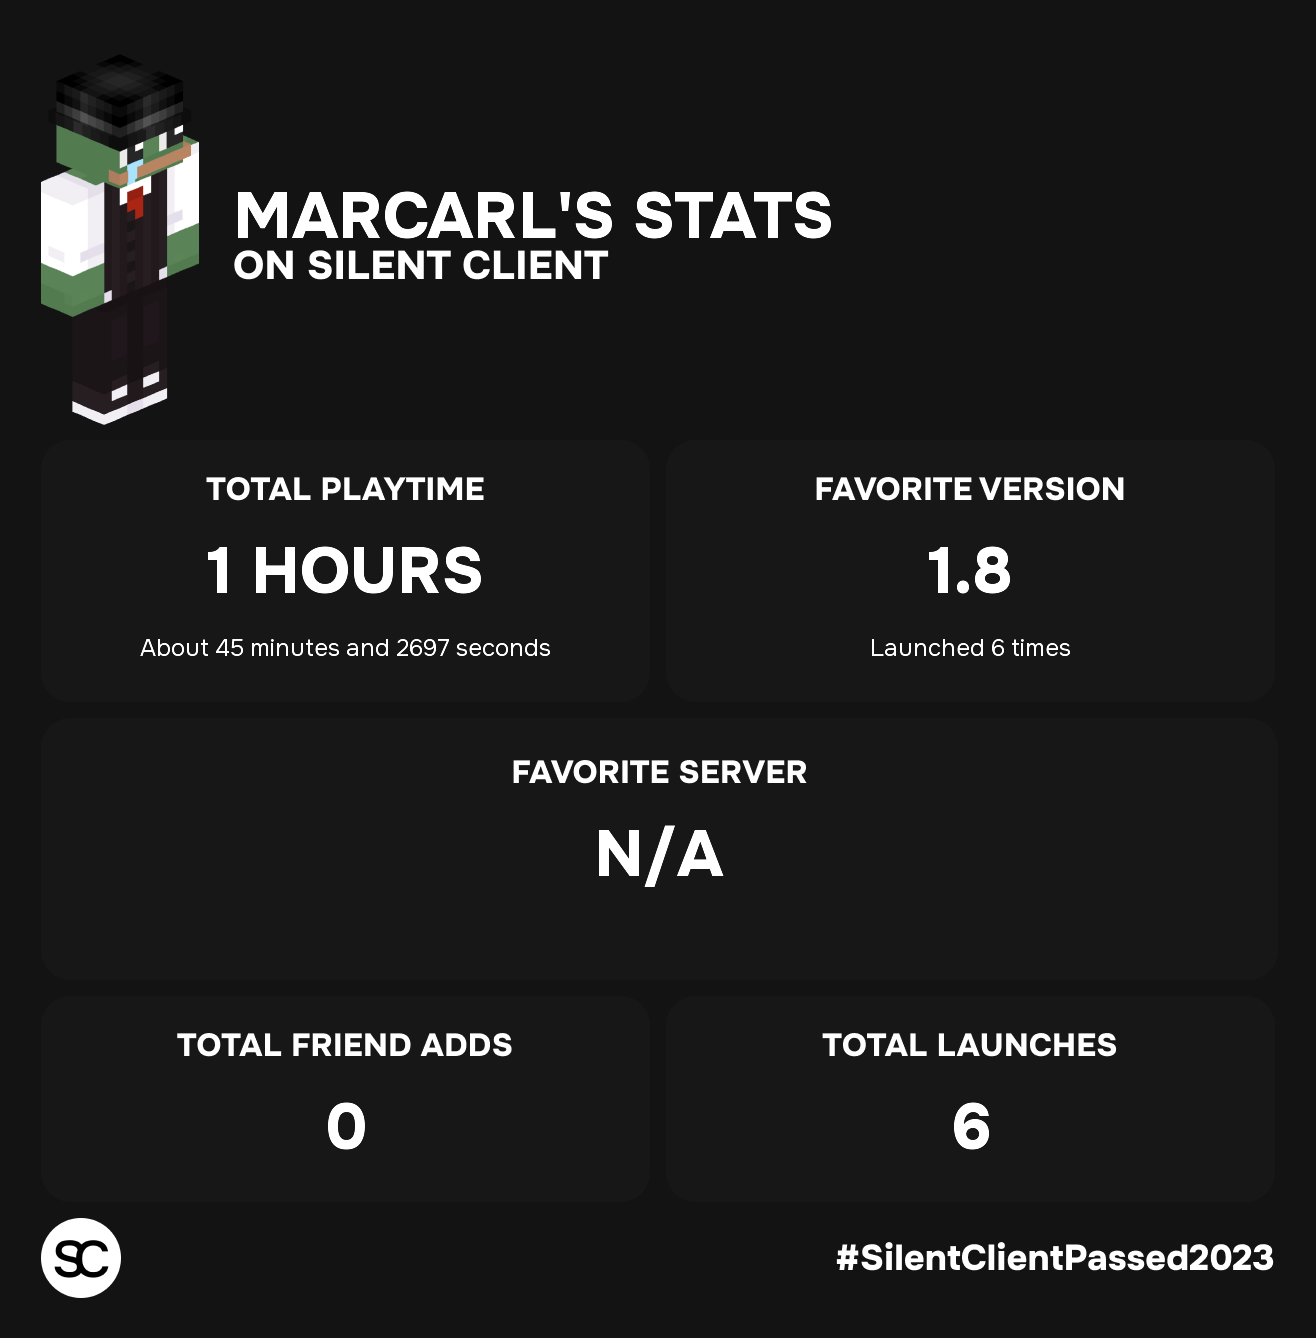 MARCARL'S STATS
ON SILENT CLIENT
TOTAL PLAYTIME
1 HOURS
About 45 minutes and 2697 seconds
FAVORITE VERSION
1.8
Launched 6 times
FAVORITE SERVER
N/A
TOTAL FRIEND ADDS
0
TOTAL LAUNCHES
6
SC
#SilentClientPassed2023